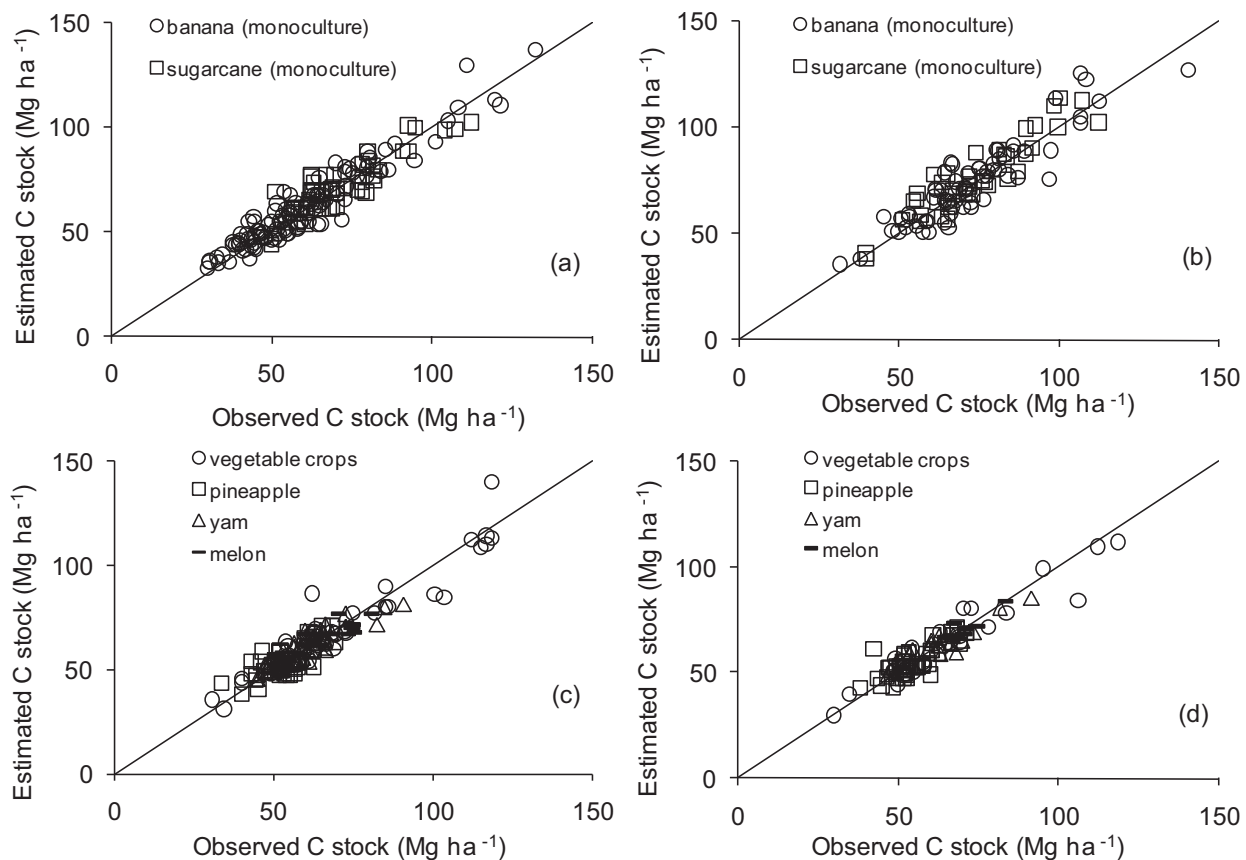 Estimated C stock (Mg ha -1)
150
100
50
0
banana (monoculture)
sugarcane (monoculture)
(a)
0 50 100 150
Observed C stock (Mg ha -1)
Estimated C stock (Mg ha -1)
150
100
50
0
banana (monoculture)
sugarcane (monoculture)
(b)
0 50 100 150
Observed C stock (Mg ha -1)
Estimated C stock (Mg ha -1)
150
100
50
0
vegetable crops
pineapple
yam
melon
(c)
0 50 100 150
Observed C stock (Mg ha -1)
Estimated C stock (Mg ha -1)
150
100
50
0
vegetable crops
pineapple
yam
melon
(d)
0 50 100 150
Observed C stock (Mg ha -1)